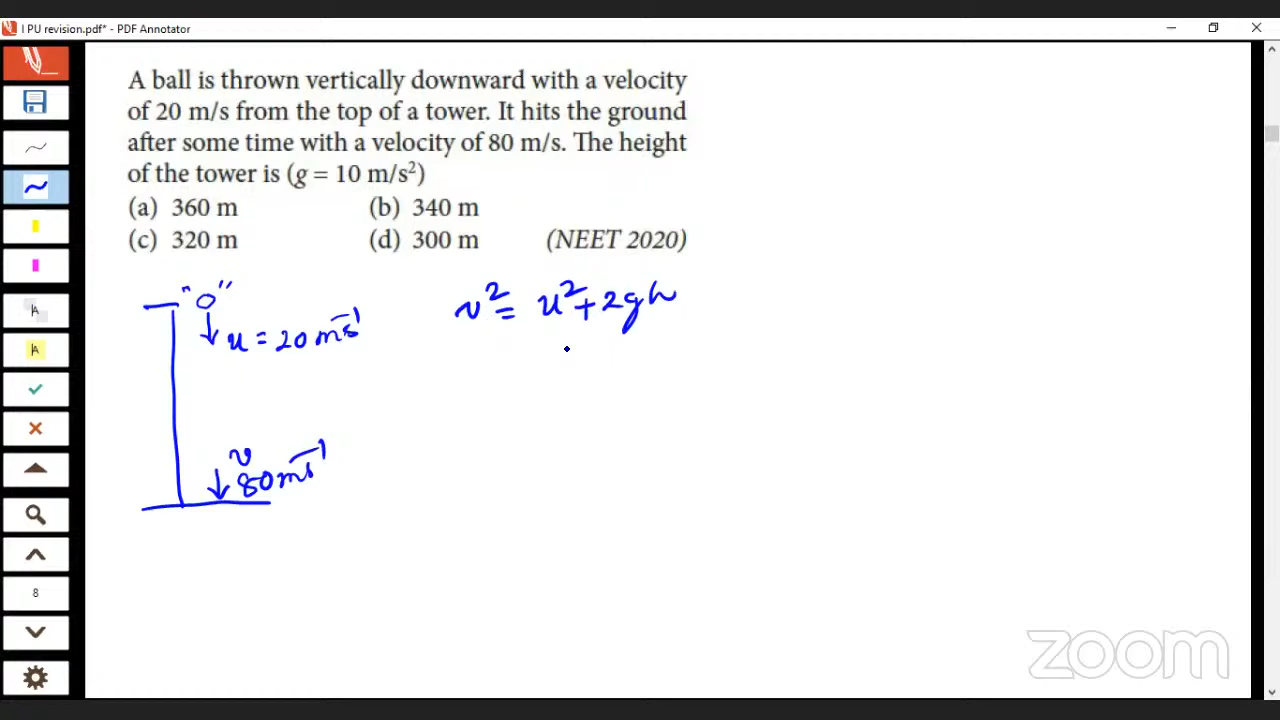 I PU revision.pdf* - PDF Annotator
A ball is thrown vertically downward with a velocity
of 20 m/s from the top of a tower. It hits the ground
after some time with a velocity of 80 m/s. The height
of the tower is (g = 10 m/s²)
(a) 360 m (b) 340 m
(c) 320 m (d) 300 m (NEET 2020)
"O"
u = 20 ms⁻¹
v² = u² + 2gh
v
80 ms⁻¹
A
A
8
zoom